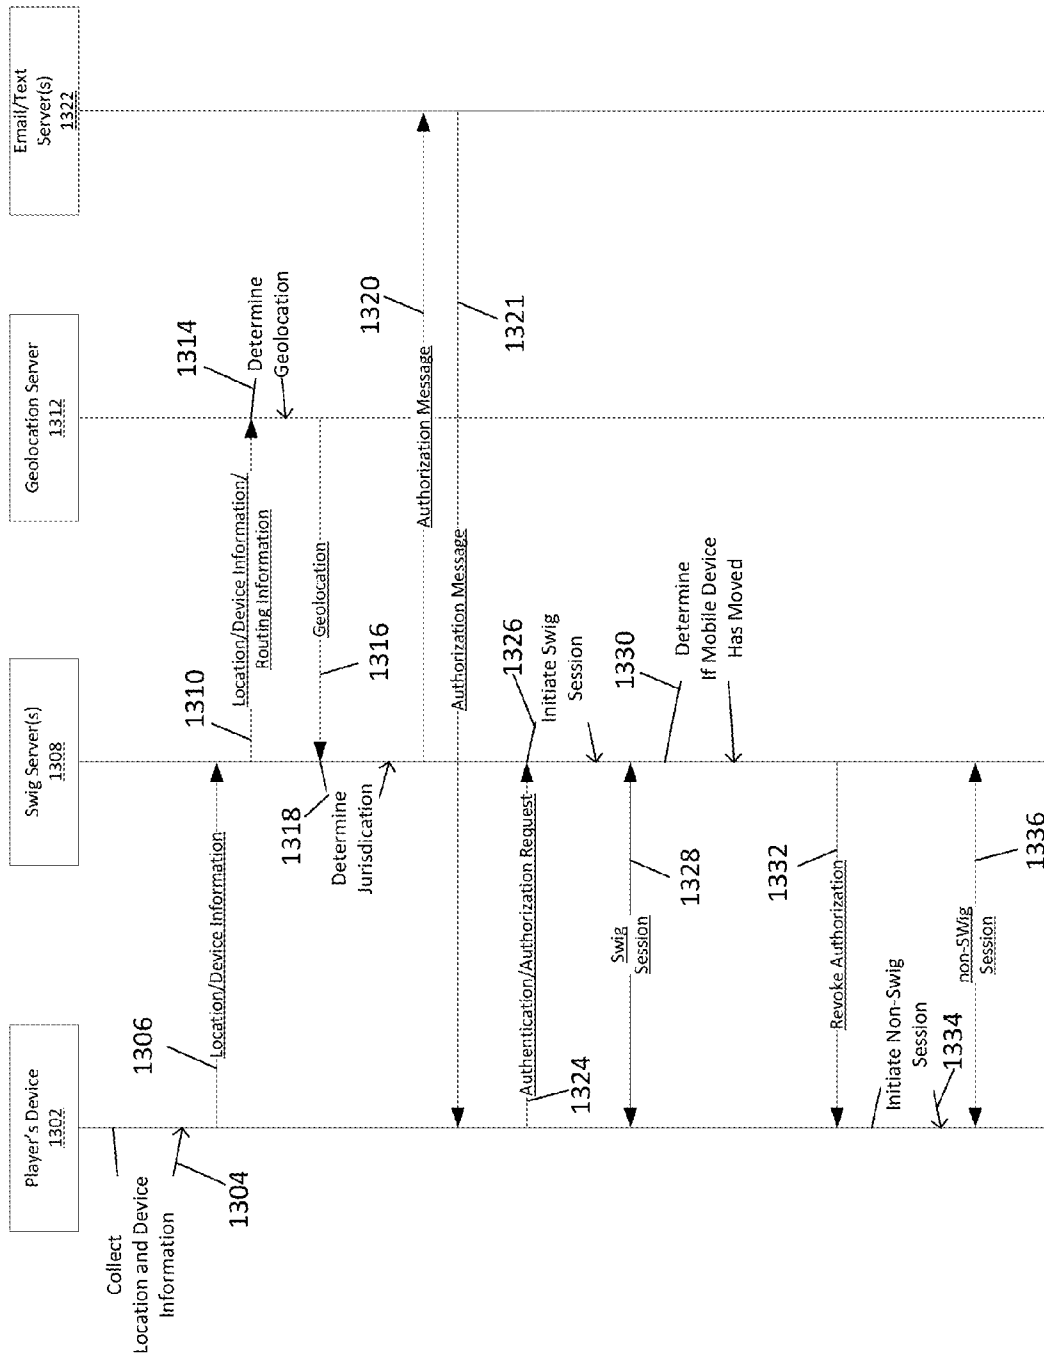 Player's Device
1302
Swig Server(s)
1308
Geolocation Server
1312
Email/Text
Server(s)
1322
Collect
Location and Device
Information
1304
1306
Location/Device Information
1310
Location/Device Information/
Routing Information
1314
Determine
Geolocation
Geolocation
1316
1318
Determine
Jurisdication
1320
Authorization Message
Authorization Message
1321
Authentication/Authorization Request
1324
1326
Initiate Swig
Session
Swig
Session
1328
1330
Determine
If Mobile Device
Has Moved
Revoke Authorization
1332
Initiate Non-Swig
Session
1334
non-SWig
Session
1336